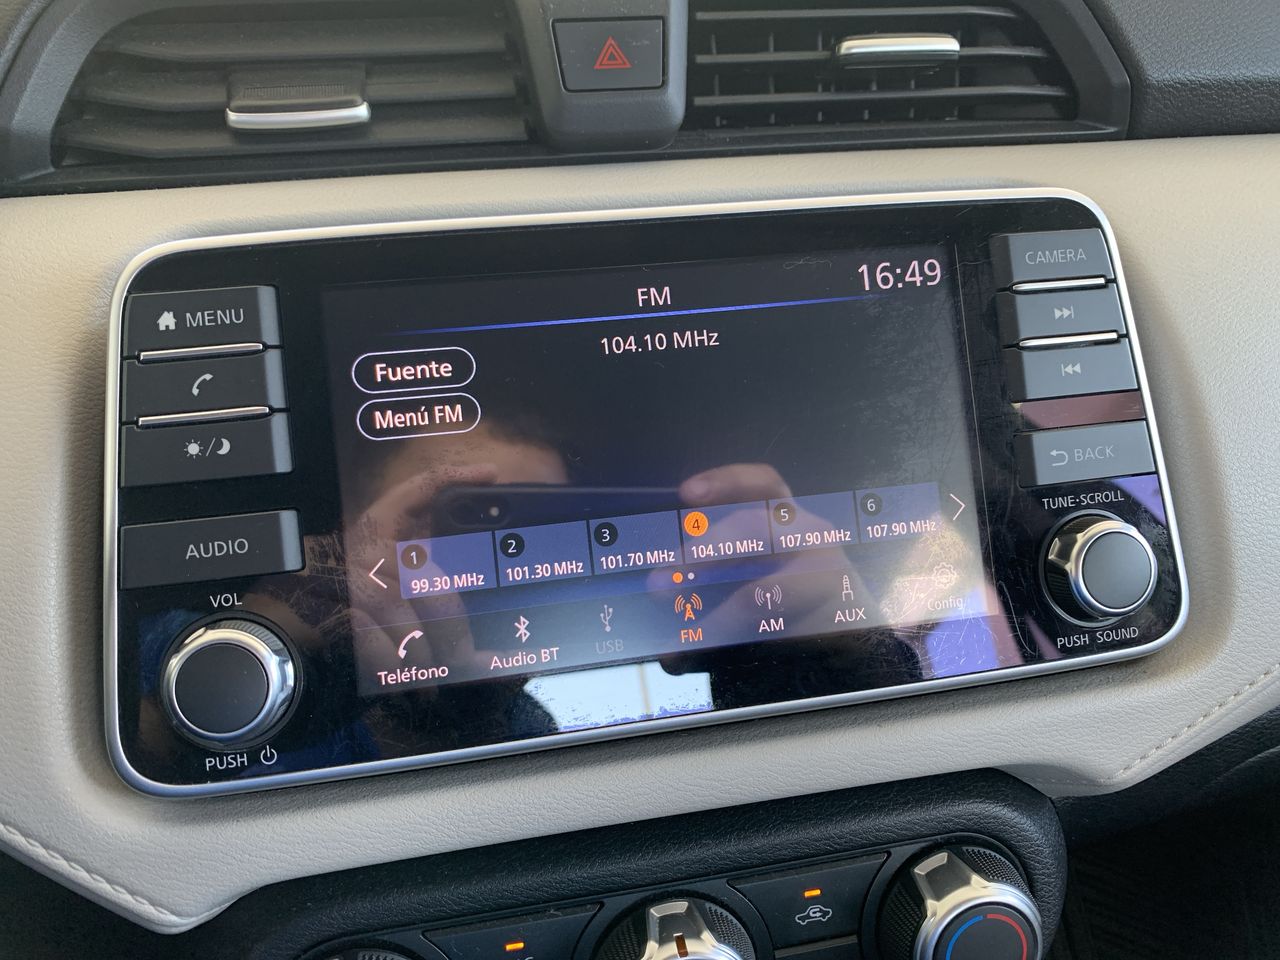 MENU
AUDIO
VOL
PUSH
FM
16:49
104.10 MHz
Fuente
Menú FM
1
99.30 MHz
2
101.30 MHz
3
101.70 MHz
4
104.10 MHz
5
107.90 MHz
6
107.90 MHz
Teléfono
Audio BT
USB
FM
AM
AUX
Config.
CAMERA
BACK
TUNE·SCROLL
PUSH SOUND